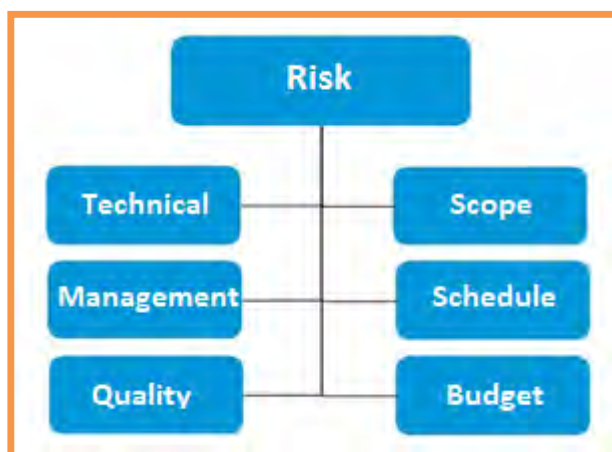 Risk
Technical
Scope
Management
Schedule
Quality
Budget